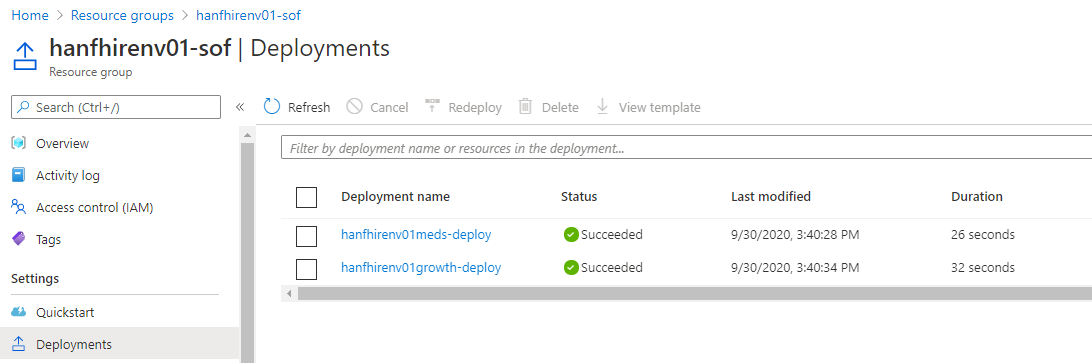 Home > Resource groups > hanfhirenv01-sof
hanfhirenv01-sof | Deployments
Resource group
Search (Ctrl+/)
«
Refresh
Cancel
Redeploy
Delete
View template
Overview
Activity log
Access control (IAM)
Tags
Settings
Quickstart
Deployments
Filter by deployment name or resources in the deployment...
Deployment name Status Last modified Duration
hanfhirenv01meds-deploy Succeeded 9/30/2020, 3:40:28 PM 26 seconds
hanfhirenv01growth-deploy Succeeded 9/30/2020, 3:40:34 PM 32 seconds